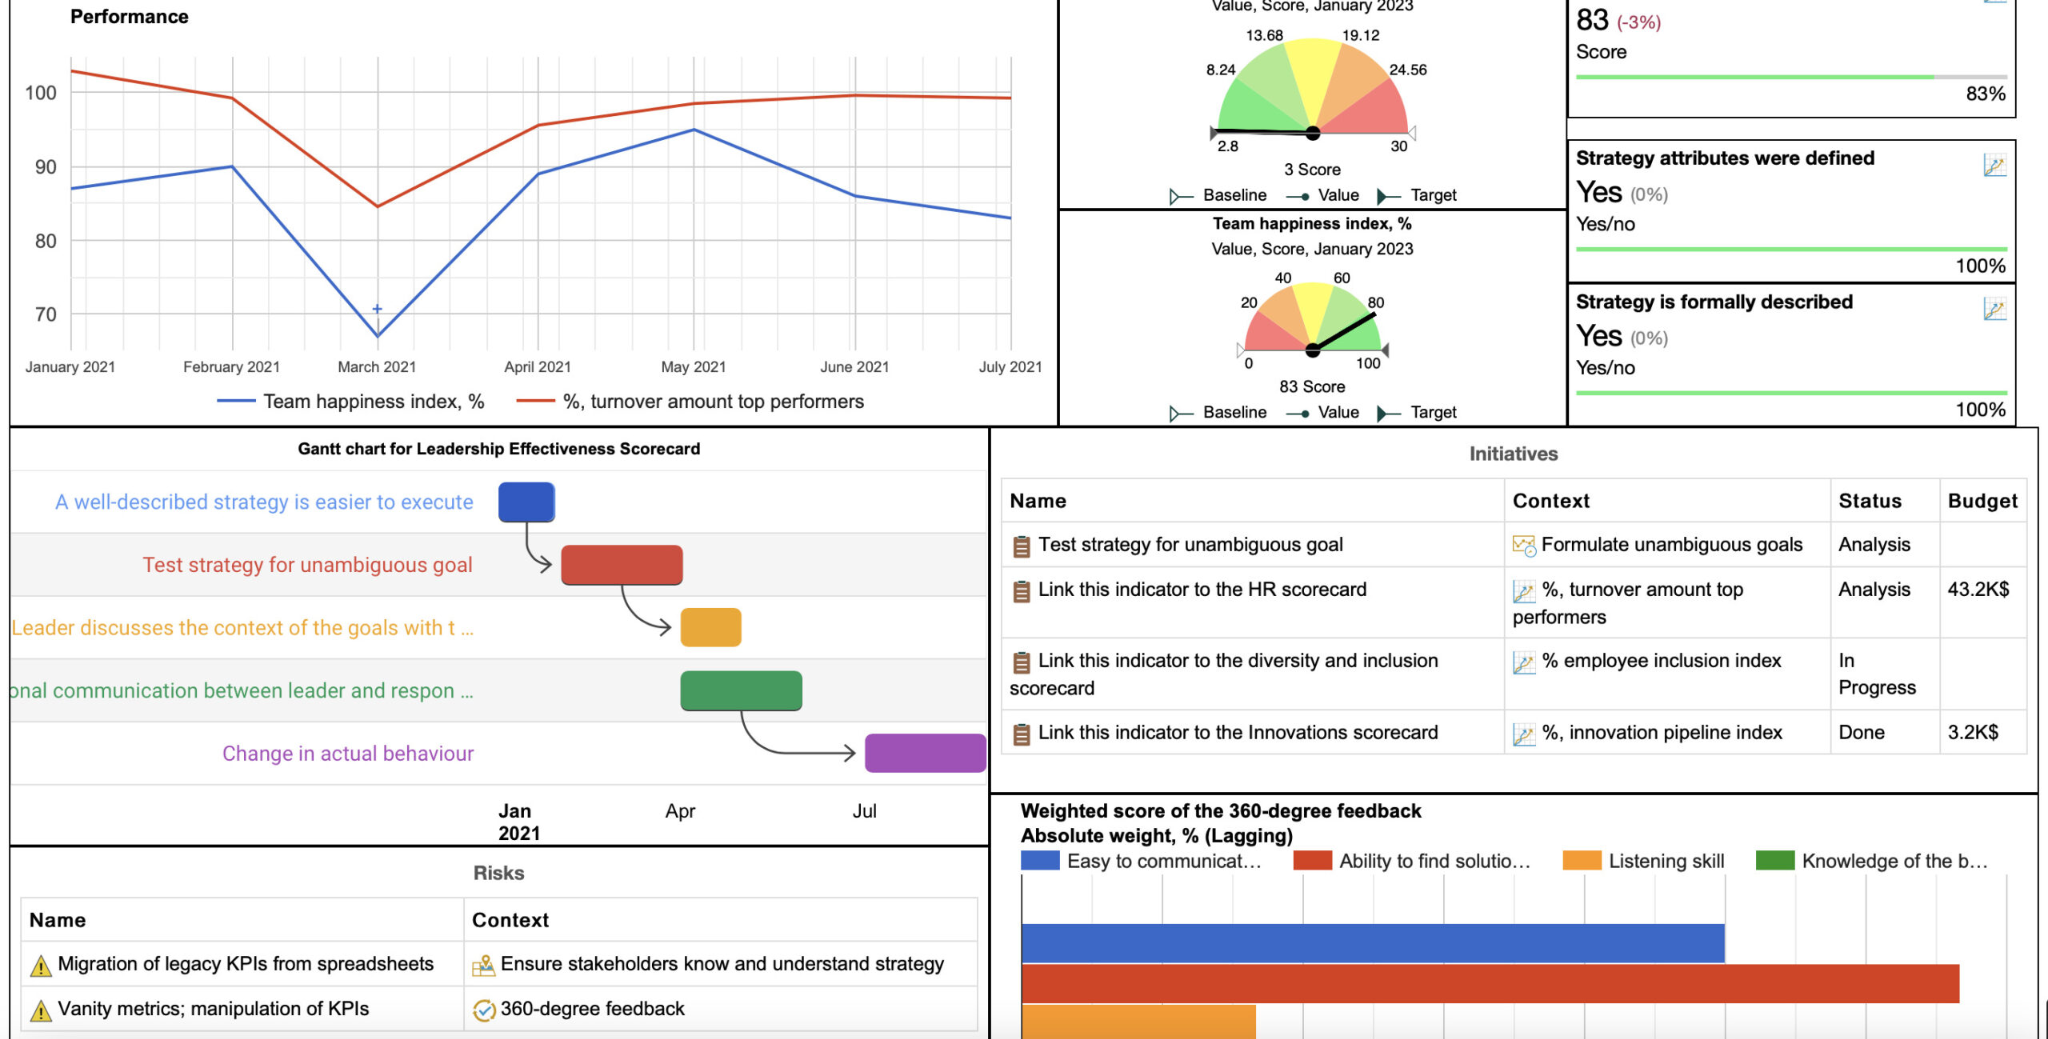 Performance
100
90
80
70
January 2021 February 2021 March 2021 April 2021 May 2021 June 2021 July 2021
Team happiness index, % %, turnover amount top performers
Value, Score, January 2023
13.68 19.12
8.24 24.56
2.8 30
3 Score
Baseline Value Target
Team happiness index, %
Value, Score, January 2023
40 60
20 80
0 100
83 Score
Baseline Value Target
83 (-3%)
Score
83%
Strategy attributes were defined
Yes (0%)
Yes/no
100%
Strategy is formally described
Yes (0%)
Yes/no
100%
Gantt chart for Leadership Effectiveness Scorecard
A well-described strategy is easier to execute
Test strategy for unambiguous goal
Leader discusses the context of the goals with t ...
onal communication between leader and respon ...
Change in actual behaviour
Jan Apr Jul
2021
Initiatives
Name Context Status Budget
Test strategy for unambiguous goal Formulate unambiguous goals Analysis
Link this indicator to the HR scorecard %, turnover amount top Analysis 43.2K$
performers
Link this indicator to the diversity and inclusion % employee inclusion index In
scorecard Progress
Link this indicator to the Innovations scorecard %, innovation pipeline index Done 3.2K$
Risks
Name Context
Migration of legacy KPIs from spreadsheets Ensure stakeholders know and understand strategy
Vanity metrics; manipulation of KPIs 360-degree feedback
Weighted score of the 360-degree feedback
Absolute weight, % (Lagging)
Easy to communicat... Ability to find solutio... Listening skill Knowledge of the b...